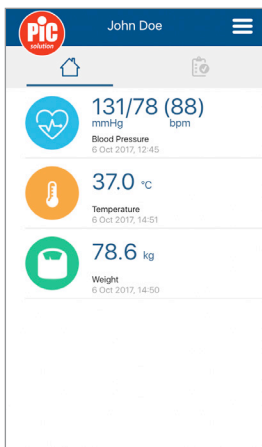 PiC
solution
John Doe
131/78 (88)
mmHg bpm
Blood Pressure
6 Oct 2017, 12:45
37.0 °C
Temperature
6 Oct 2017, 14:51
78.6 kg
Weight
6 Oct 2017, 14:50